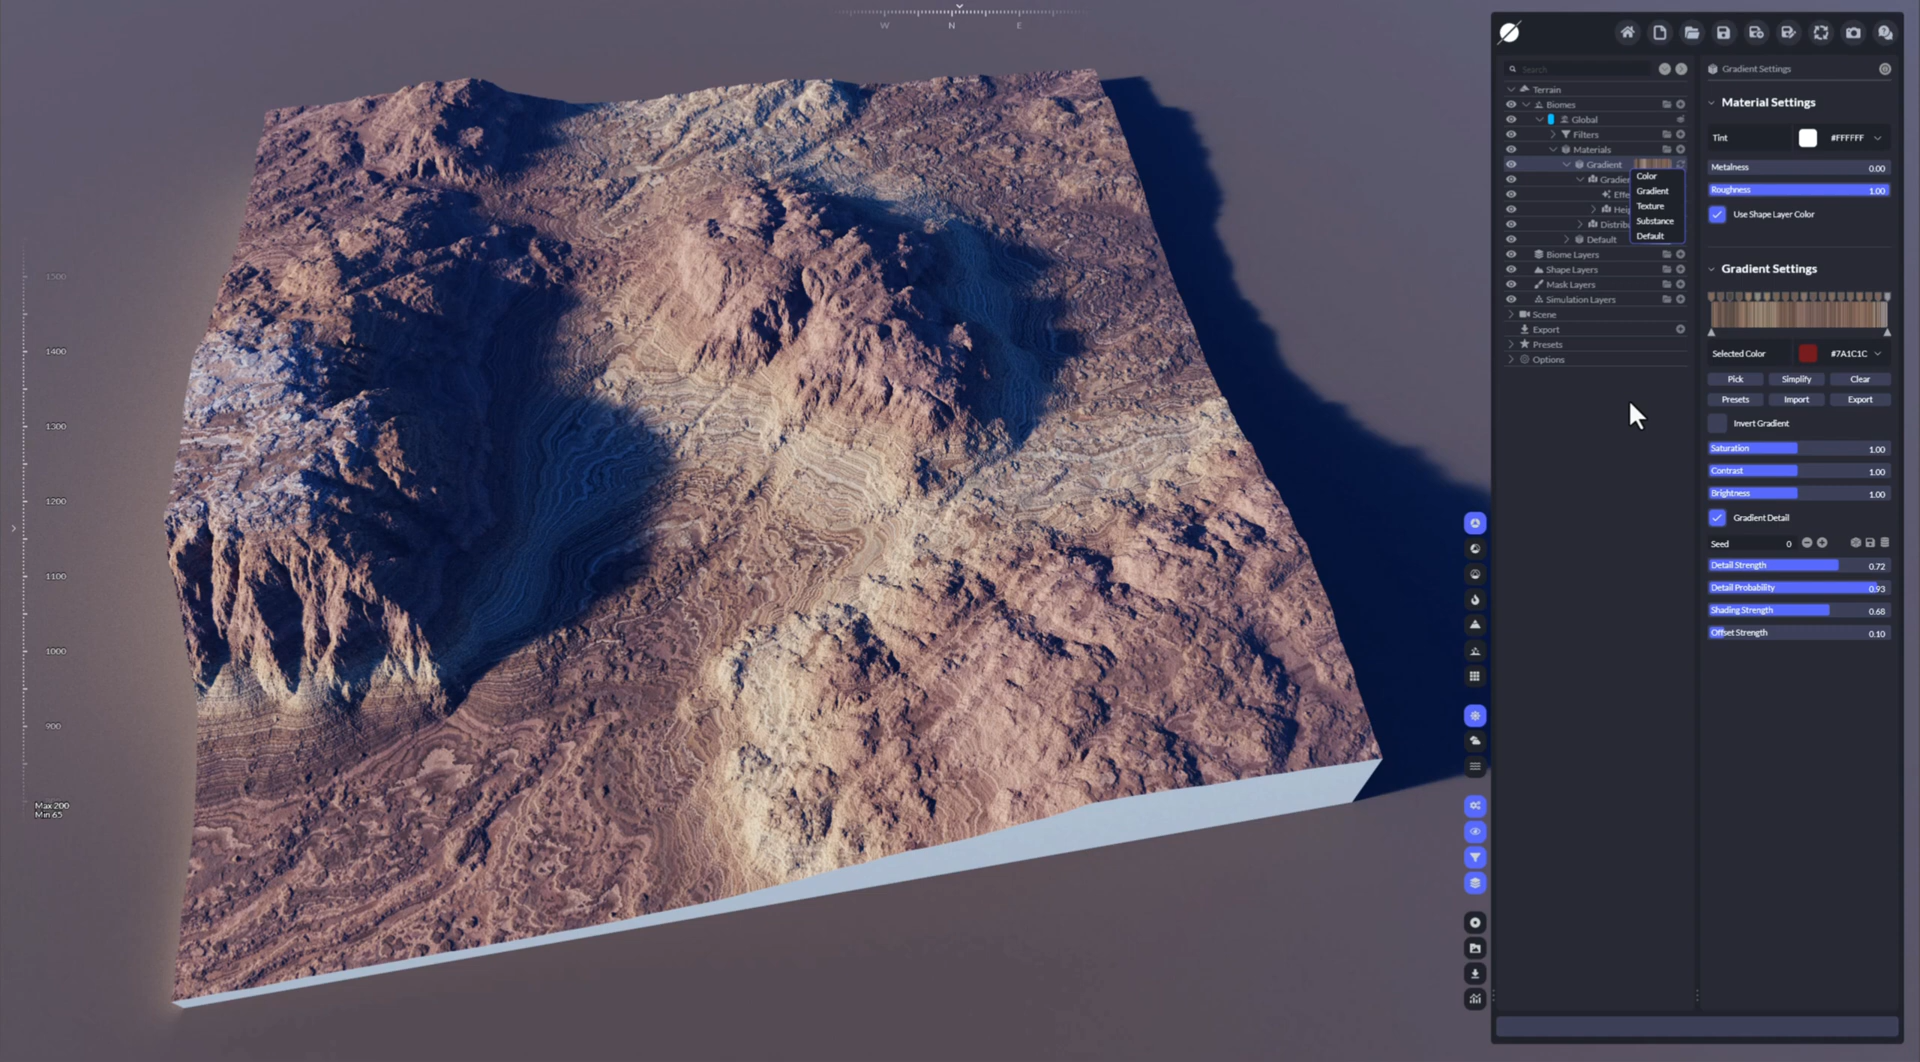 W N E
1500
1400
1300
1200
1100
1000
900
Max 200
Min 65
Search
Terrain
Biomes
Global
Filters
Materials
Gradient
Color
Gradient
Texture
Substance
Default
Default
Biome Layers
Shape Layers
Mask Layers
Simulation Layers
Scene
Export
Presets
Options
Gradient Settings
Material Settings
Tint #FFFFFF
Metalness 0.00
Roughness 1.00
Use Shape Layer Color
Gradient Settings
Selected Color #7A1C1C
Pick Simplify Clear
Presets Import Export
Invert Gradient
Saturation 1.00
Contrast 1.00
Brightness 1.00
Gradient Detail
Seed 0
Detail Strength 0.72
Detail Probability 0.93
Shading Strength 0.68
Offset Strength 0.10